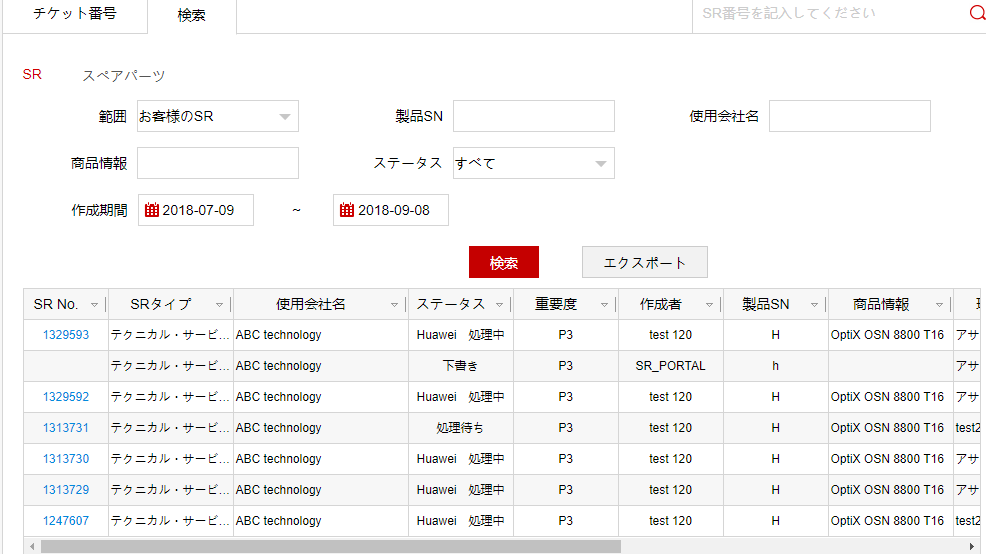 チケット番号 検索 SR番号を記入してください
SR スペアパーツ
範囲 お客様のSR 製品SN 使用会社名
商品情報 ステータス すべて
作成期間 2018-07-09 ~ 2018-09-08
検索 エクスポート
SR No. SRタイプ 使用会社名 ステータス 重要度 作成者 製品SN 商品情報
1329593 テクニカル・サービ... ABC technology Huawei 処理中 P3 test 120 H OptiX OSN 8800 T16 アサ
テクニカル・サービ... ABC technology 下書き P3 SR_PORTAL h アサ
1329592 テクニカル・サービ... ABC technology Huawei 処理中 P3 test 120 H OptiX OSN 8800 T16 アサ
1313731 テクニカル・サービ... ABC technology 処理待ち P3 test 120 H OptiX OSN 8800 T16 test2
1313730 テクニカル・サービ... ABC technology Huawei 処理中 P3 test 120 H OptiX OSN 8800 T16 アサ
1313729 テクニカル・サービ... ABC technology Huawei 処理中 P3 test 120 H OptiX OSN 8800 T16 アサ
1247607 テクニカル・サービ... ABC technology Huawei 処理中 P3 test 120 H OptiX OSN 8800 T16 test2